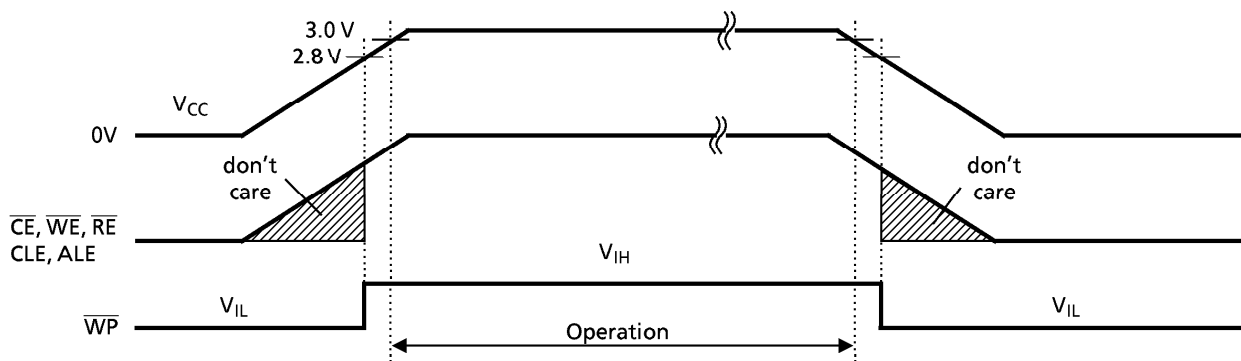 3.0 V
2.8 V
VCC
0V
don't
care
don't
care
CE, WE, RE
CLE, ALE
VIH
VIL
VIL
WP
Operation